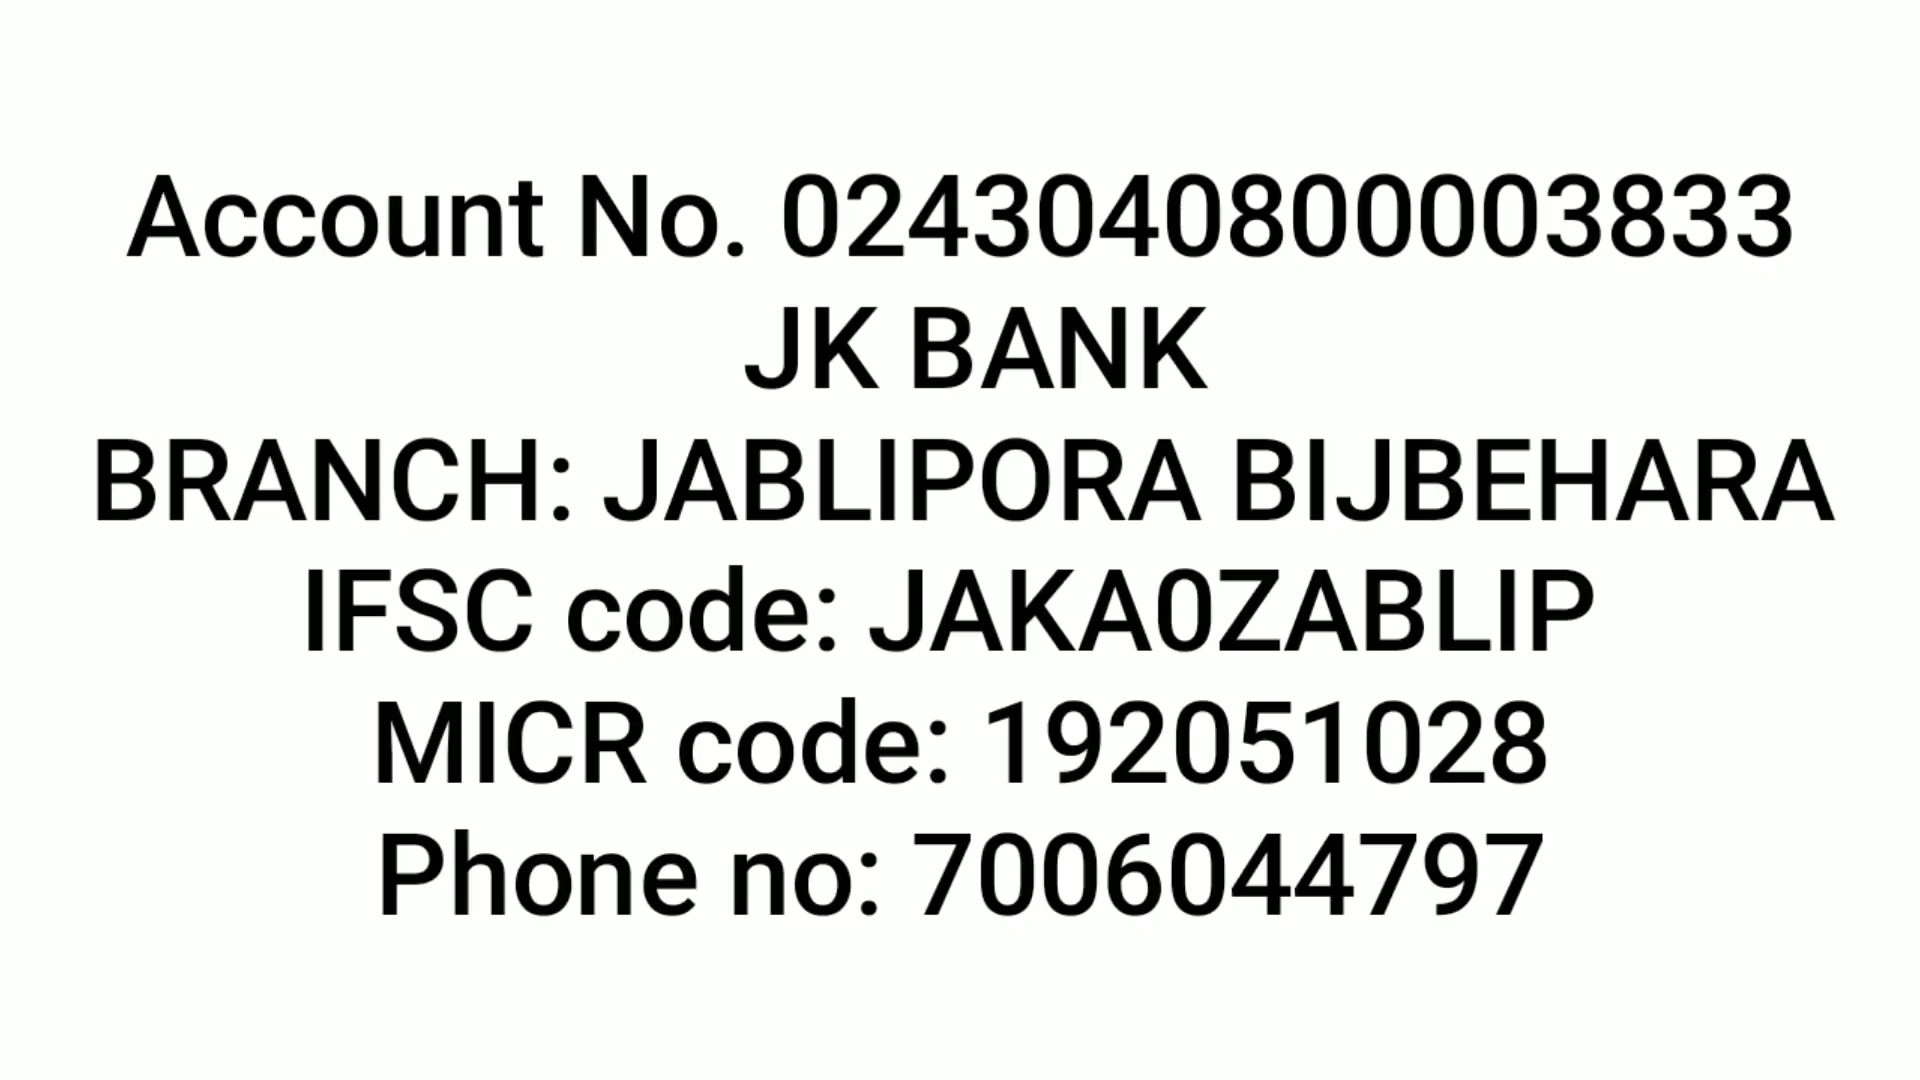 Account No. 0243040800003833
JK BANK
BRANCH: JABLIPORA BIJBEHARA
IFSC code: JAKA0ZABLIP
MICR code: 192051028
Phone no: 7006044797